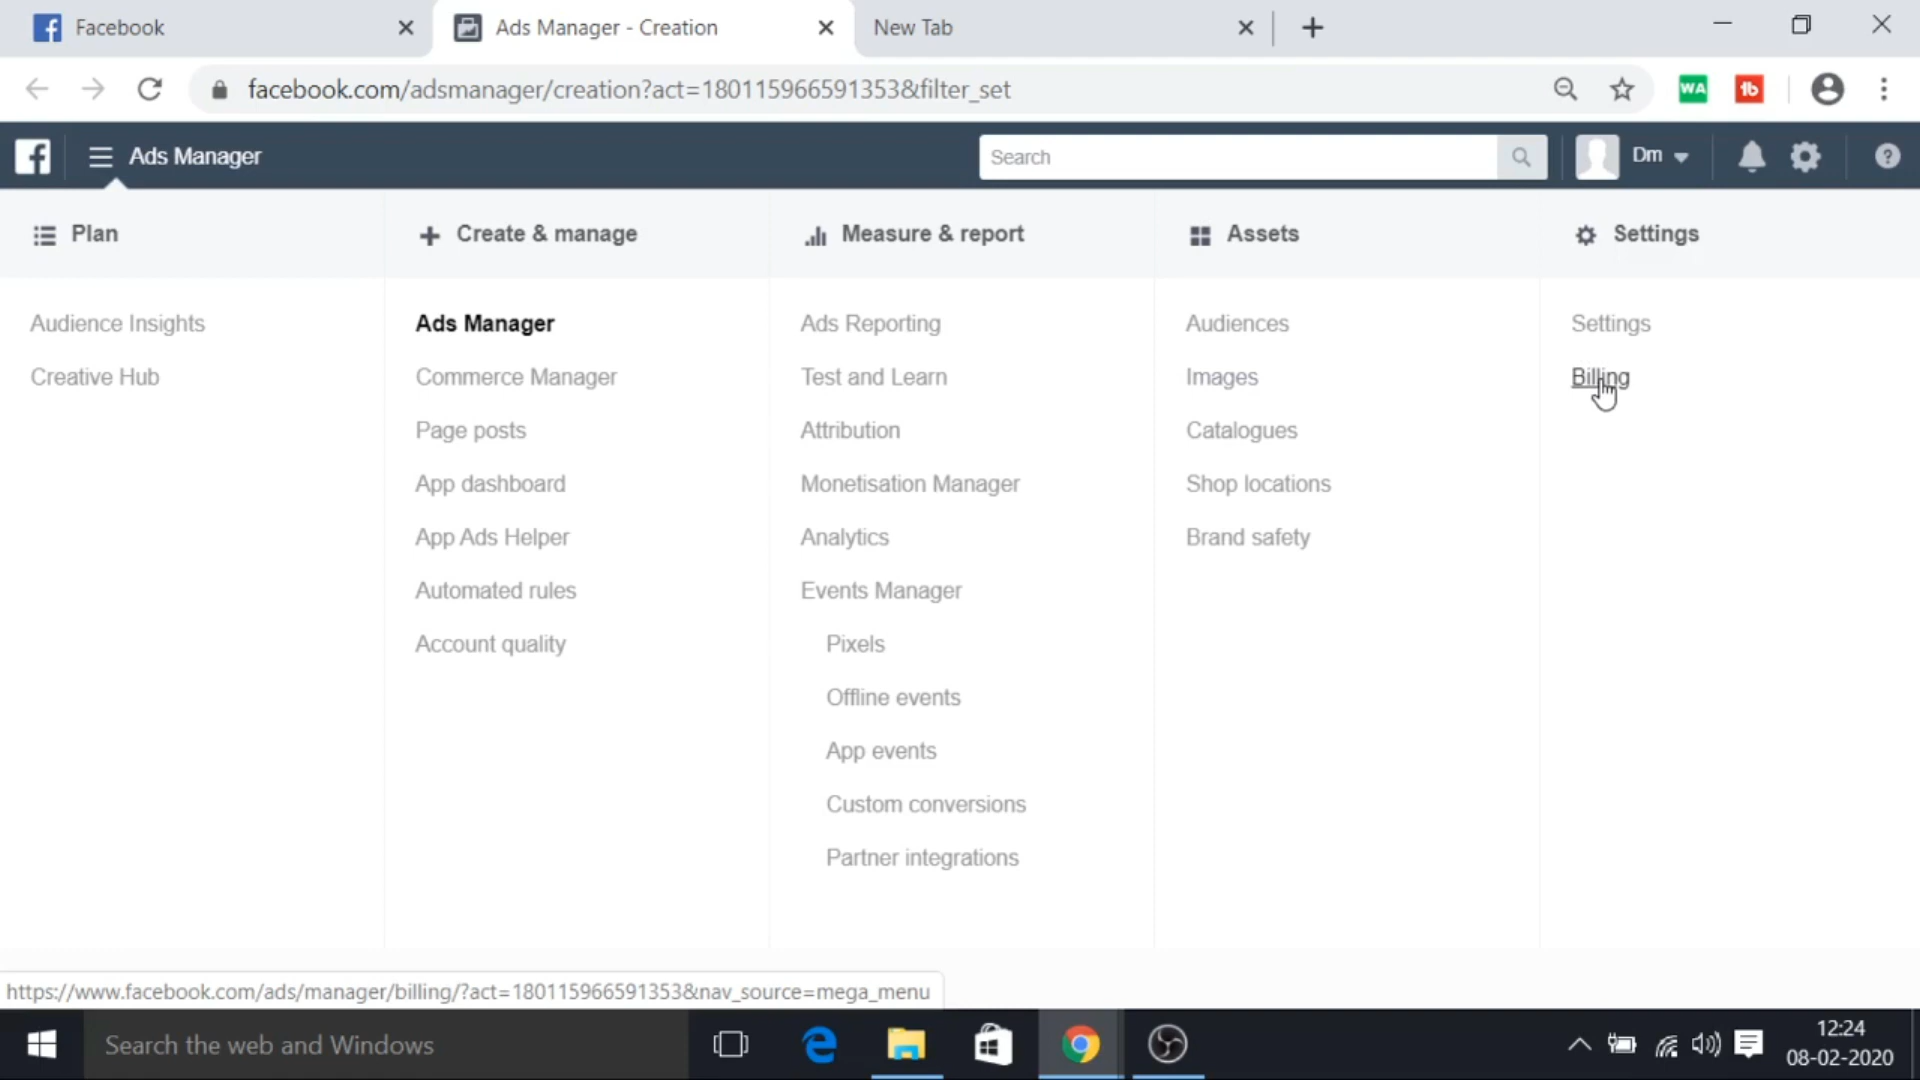 Facebook
Ads Manager - Creation
New Tab
facebook.com/adsmanager/creation?act=180115966591353&filter_set
WA
Ads Manager
Search
Dm
Plan
Create & manage
Measure & report
Assets
Settings
Audience Insights
Creative Hub
Ads Manager
Commerce Manager
Page posts
App dashboard
App Ads Helper
Automated rules
Account quality
Ads Reporting
Test and Learn
Attribution
Monetisation Manager
Analytics
Events Manager
Pixels
Offline events
App events
Custom conversions
Partner integrations
Audiences
Images
Catalogues
Shop locations
Brand safety
Settings
Billing
https://www.facebook.com/ads/manager/billing/?act=180115966591353&nav_source=mega_menu
Search the web and Windows
12:24
08-02-2020